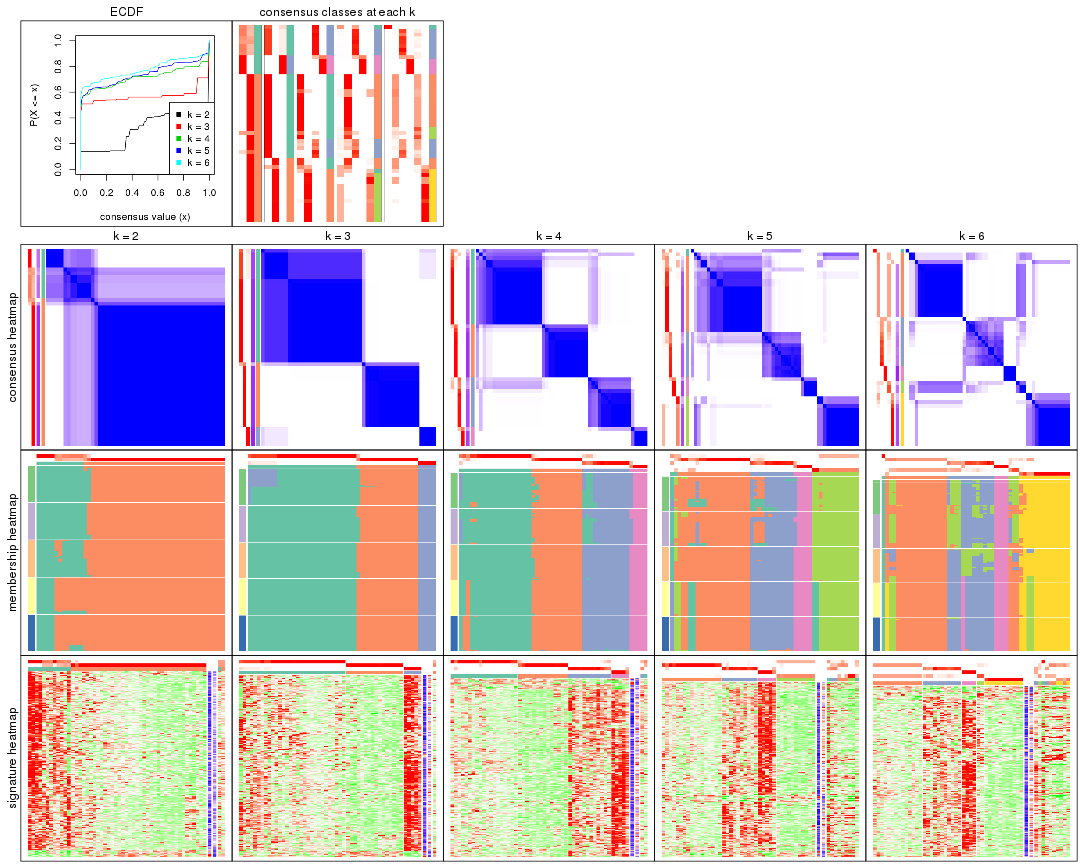 ECDF
consensus classes at each k
P(X <= x)
0.0 0.2 0.4 0.6 0.8 1.0
k = 2
k = 3
k = 4
k = 5
k = 6
0.0 0.2 0.4 0.6 0.8 1.0
consensus value (x)
k = 2
k = 3
k = 4
k = 5
k = 6
consensus heatmap
membership heatmap
signature heatmap